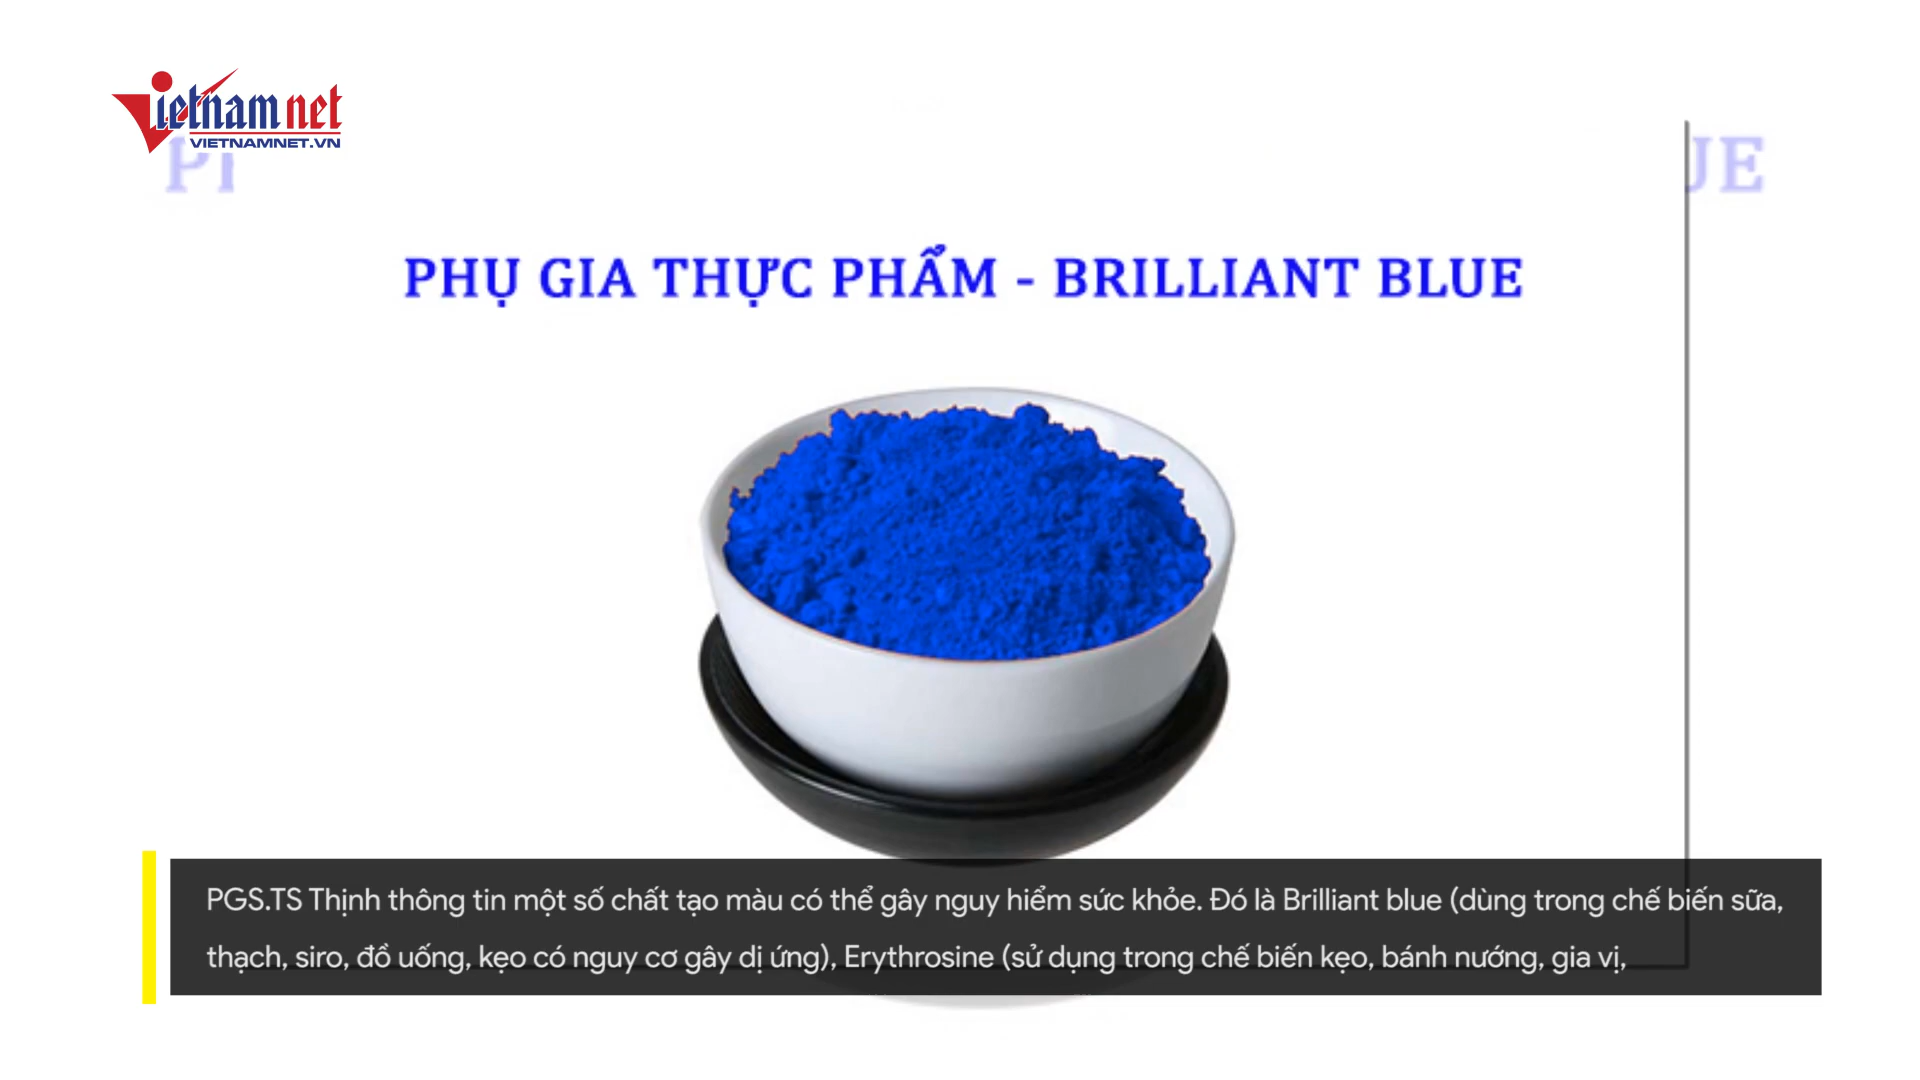 Vietnamnet
VIETNAMNET.VN
UE
PHỤ GIA THỰC PHẨM - BRILLIANT BLUE
PGS.TS Thịnh thông tin một số chất tạo màu có thể gây nguy hiểm sức khỏe. Đó là Brilliant blue (dùng trong chế biến sữa,
thạch, siro, đồ uống, kẹo có nguy cơ gây dị ứng), Erythrosine (sử dụng trong chế biến kẹo, bánh nướng, gia vị,